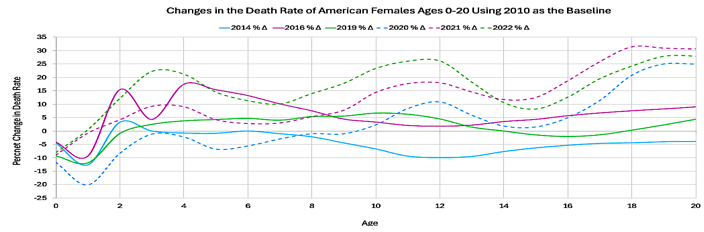 Changes in the Death Rate of American Females Ages 0-20 Using 2010 as the Baseline
2014 % Δ 2016 % Δ 2019 % Δ 2020 % Δ 2021 % Δ 2022 % Δ
35
30
25
20
15
10
5
0
-5
-10
-15
-20
-25
Percnet Change in Death Rate
0 2 4 6 8 10 12 14 16 18 20
Age